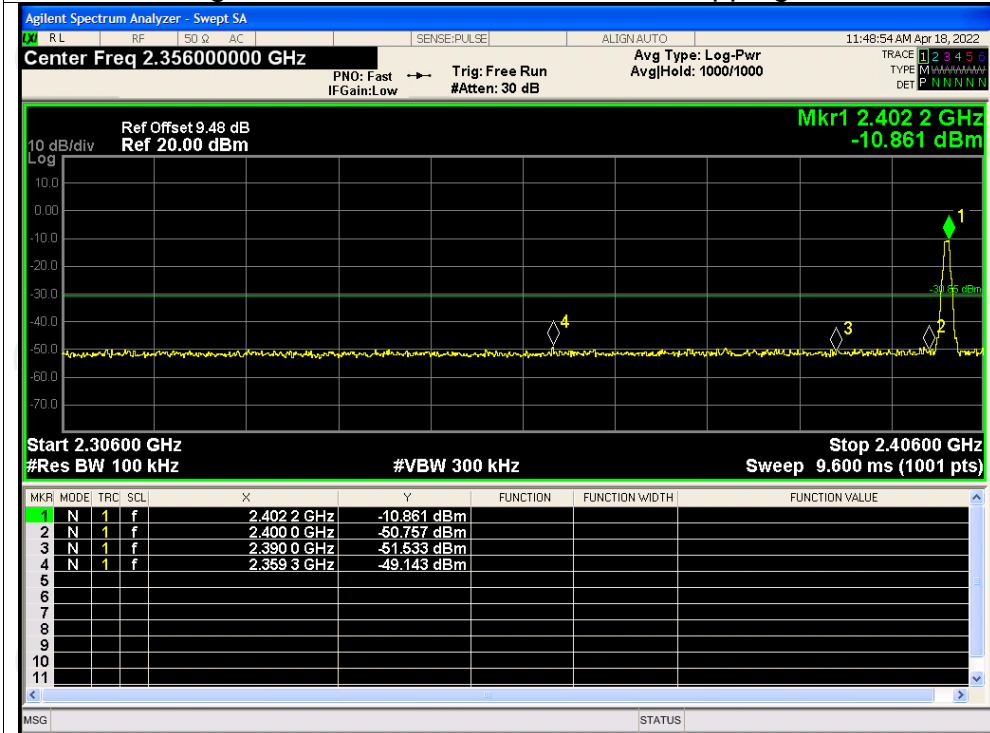 Agilent Spectrum Analyzer - Swept SA
LXI RL RF 50 Ω AC SENSE:PULSE ALIGNAUTO 11:48:54 AM Apr 18, 2022
Center Freq 2.356000000 GHz Avg Type: Log-Pwr TRACE 1 2 3 4 5 6
PNO: Fast Trig: Free Run Avg|Hold: 1000/1000 TYPE M
IFGain:Low #Atten: 30 dB DET P N N N N N
Mkr1 2.402 2 GHz
Ref Offset 9.48 dB
10 dB/div Ref 20.00 dBm -10.861 dBm
Log
10.0
0.00
1
-10.0
-20.0
-30.0 -30.86 dBm
-40.0
4 3 2
-50.0
-60.0
-70.0
Start 2.30600 GHz Stop 2.40600 GHz
#Res BW 100 kHz #VBW 300 kHz Sweep 9.600 ms (1001 pts)
MKR MODE TRC SCL X Y FUNCTION FUNCTION WIDTH FUNCTION VALUE
1 N 1 f 2.402 2 GHz -10.861 dBm
2 N 1 f 2.400 0 GHz -50.757 dBm
3 N 1 f 2.390 0 GHz -51.533 dBm
4 N 1 f 2.359 3 GHz -49.143 dBm
5
6
7
8
9
10
11
MSG STATUS